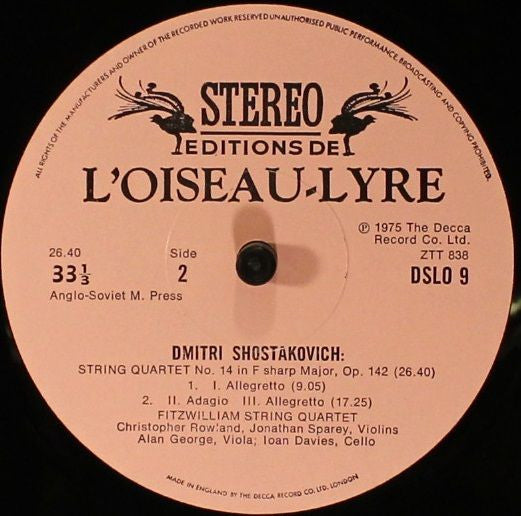 ALL RIGHTS OF THE MANUFACTURERS AND OWNER OF THE RECORDED WORK RESERVED UNAUTHORISED PUBLIC PERFORMANCE, BROADCASTING AND COPYING PROHIBITED.
STEREO
EDITIONS DE
L'OISEAU-LYRE
℗ 1975 The Decca
Record Co. Ltd.
26.40 Side ZTT 838
33⅓ 2 DSLO 9
Anglo-Soviet M. Press
DMITRI SHOSTAKOVICH:
STRING QUARTET No. 14 in F sharp Major, Op. 142 (26.40)
1. I. Allegretto (9.05)
2. II. Adagio III. Allegretto (17.25)
FITZWILLIAM STRING QUARTET
Christopher Rowland, Jonathan Sparey, Violins
Alan George, Viola; Ioan Davies, Cello
MADE IN ENGLAND BY THE DECCA RECORD CO. LTD. LONDON